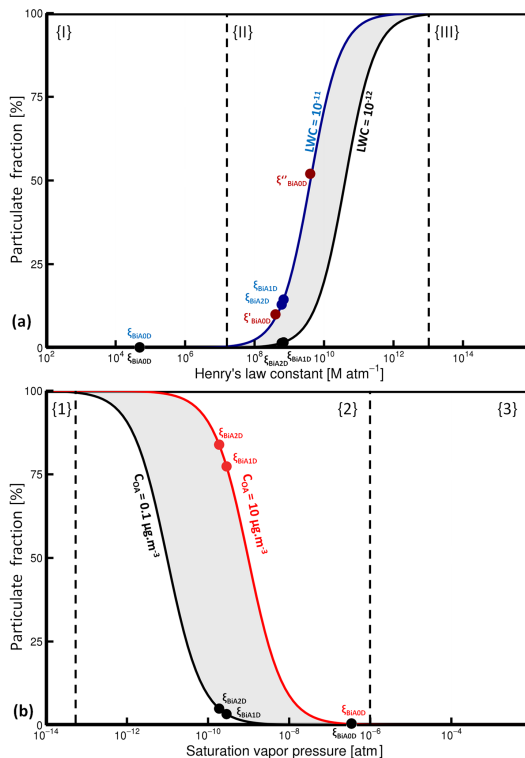 {I} {II} {III}
100
75
50
25
0
Particulate fraction [%]
LWC = 10⁻¹¹
LWC = 10⁻¹²
ξ''BiA0D
ξBiA1D
ξBiA2D
ξ'BiA0D
ξBiA0D
ξBiA0D
ξBiA2D
ξBiA1D
(a)
10² 10⁴ 10⁶ 10⁸ 10¹⁰ 10¹² 10¹⁴
Henry's law constant [M atm⁻¹]
{1} {2} {3}
100
75
50
25
0
Particulate fraction [%]
COA = 0.1 µg.m⁻³
COA = 10 µg.m⁻³
ξBiA2D
ξBiA1D
ξBiA2D
ξBiA1D
ξBiA0D
ξBiA0D
(b)
10⁻¹⁴ 10⁻¹² 10⁻¹⁰ 10⁻⁸ 10⁻⁶ 10⁻⁴
Saturation vapor pressure [atm]